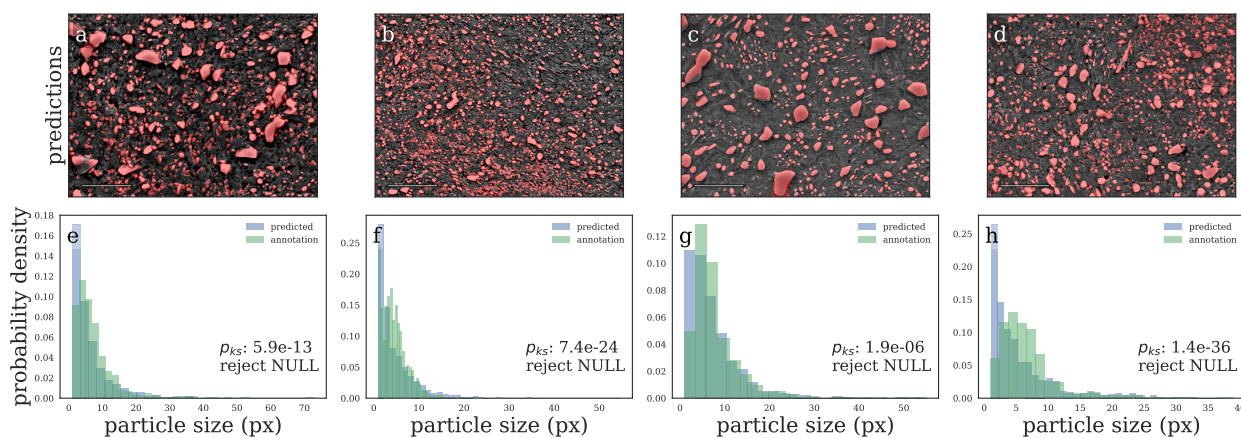 predictions
a
b
c
d
probability density
e
predicted
annotation
0.18
0.16
0.14
0.12
0.10
0.08
0.06
0.04
0.02
0.00
p_ks: 5.9e-13
reject NULL
0 10 20 30 40 50 60 70
particle size (px)
f
predicted
annotation
0.25
0.20
0.15
0.10
0.05
0.00
p_ks: 7.4e-24
reject NULL
0 10 20 30 40 50
particle size (px)
g
predicted
annotation
0.12
0.10
0.08
0.06
0.04
0.02
0.00
p_ks: 1.9e-06
reject NULL
0 10 20 30 40 50
particle size (px)
h
predicted
annotation
0.25
0.20
0.15
0.10
0.05
0.00
p_ks: 1.4e-36
reject NULL
0 5 10 15 20 25 30 35 40
particle size (px)